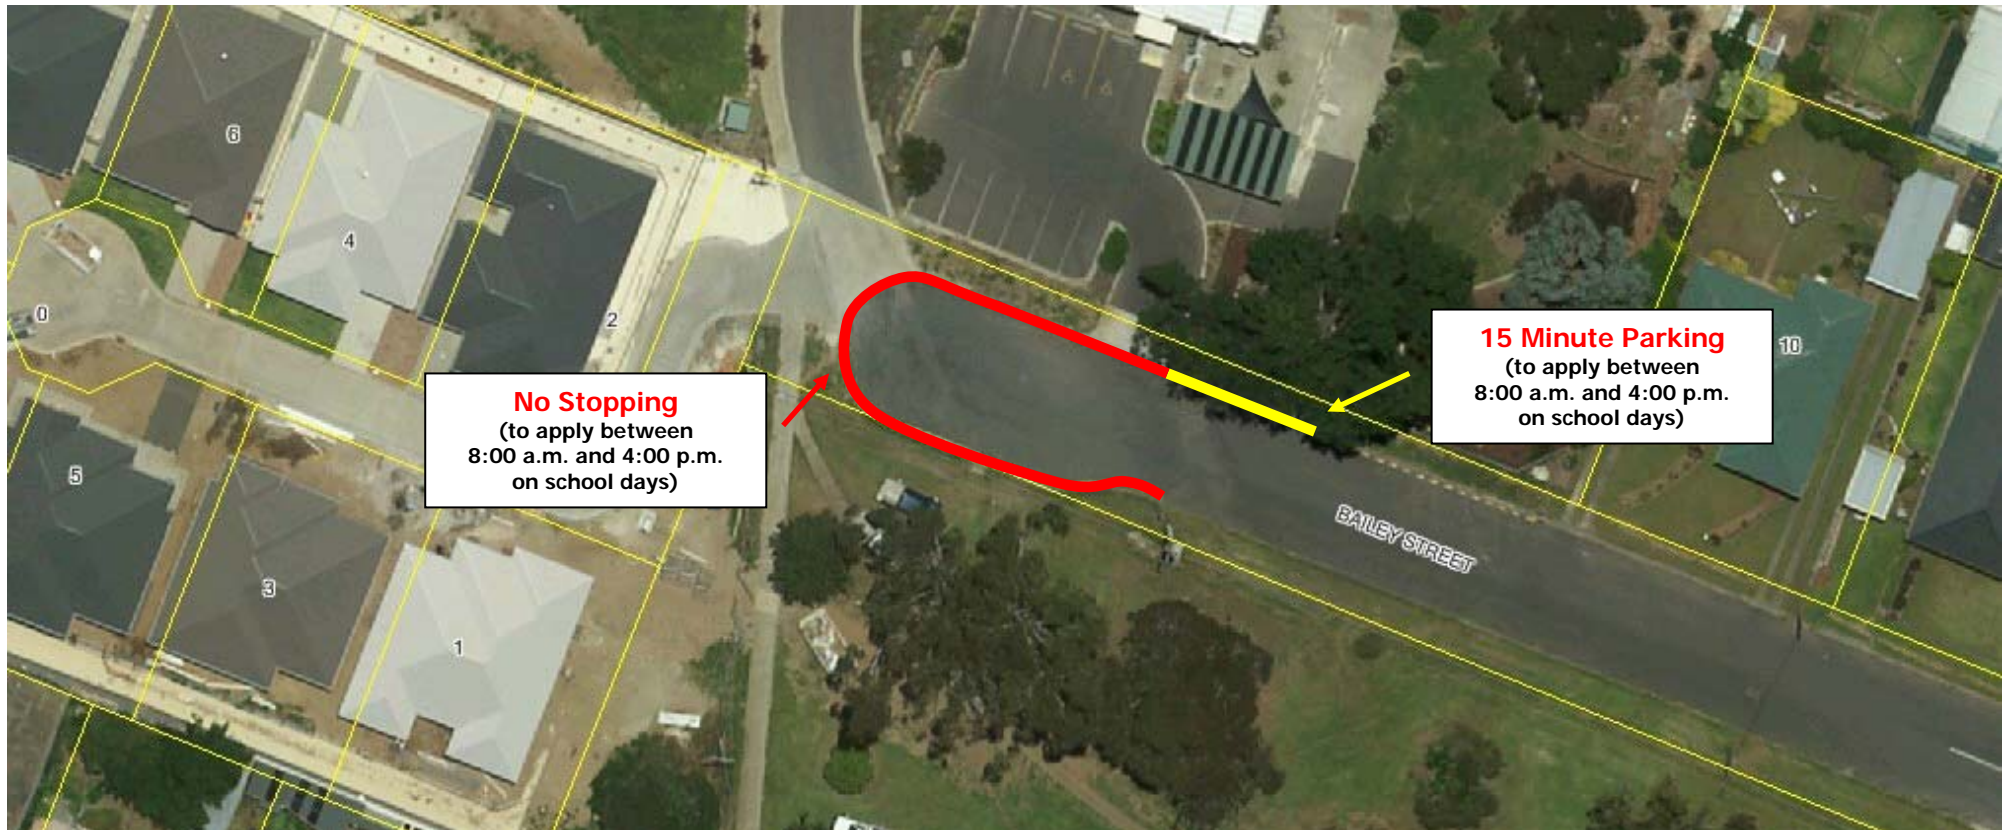 6
4
2
0
No Stopping
(to apply between
8:00 a.m. and 4:00 p.m.
on school days)
15 Minute Parking
(to apply between
8:00 a.m. and 4:00 p.m.
on school days)
10
5
3
1
BAILEY STREET